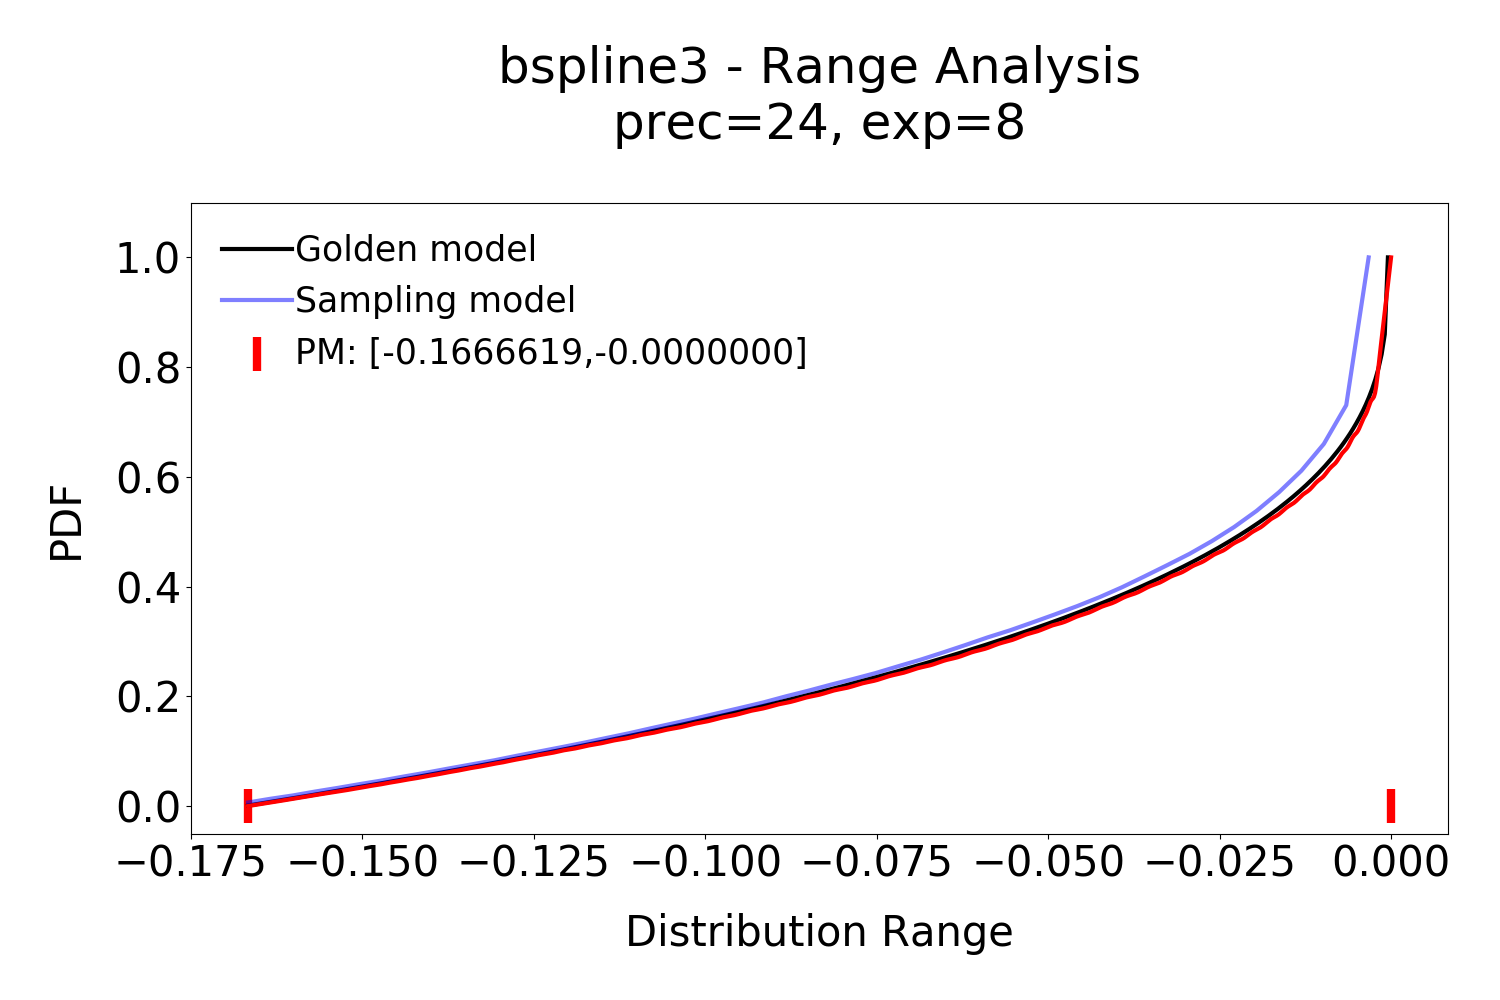 bspline3 - Range Analysis
prec=24, exp=8
Golden model
Sampling model
PM: [-0.1666619,-0.0000000]
1.0
0.8
0.6
0.4
0.2
0.0
PDF
−0.175 −0.150 −0.125 −0.100 −0.075 −0.050 −0.025 0.000
Distribution Range